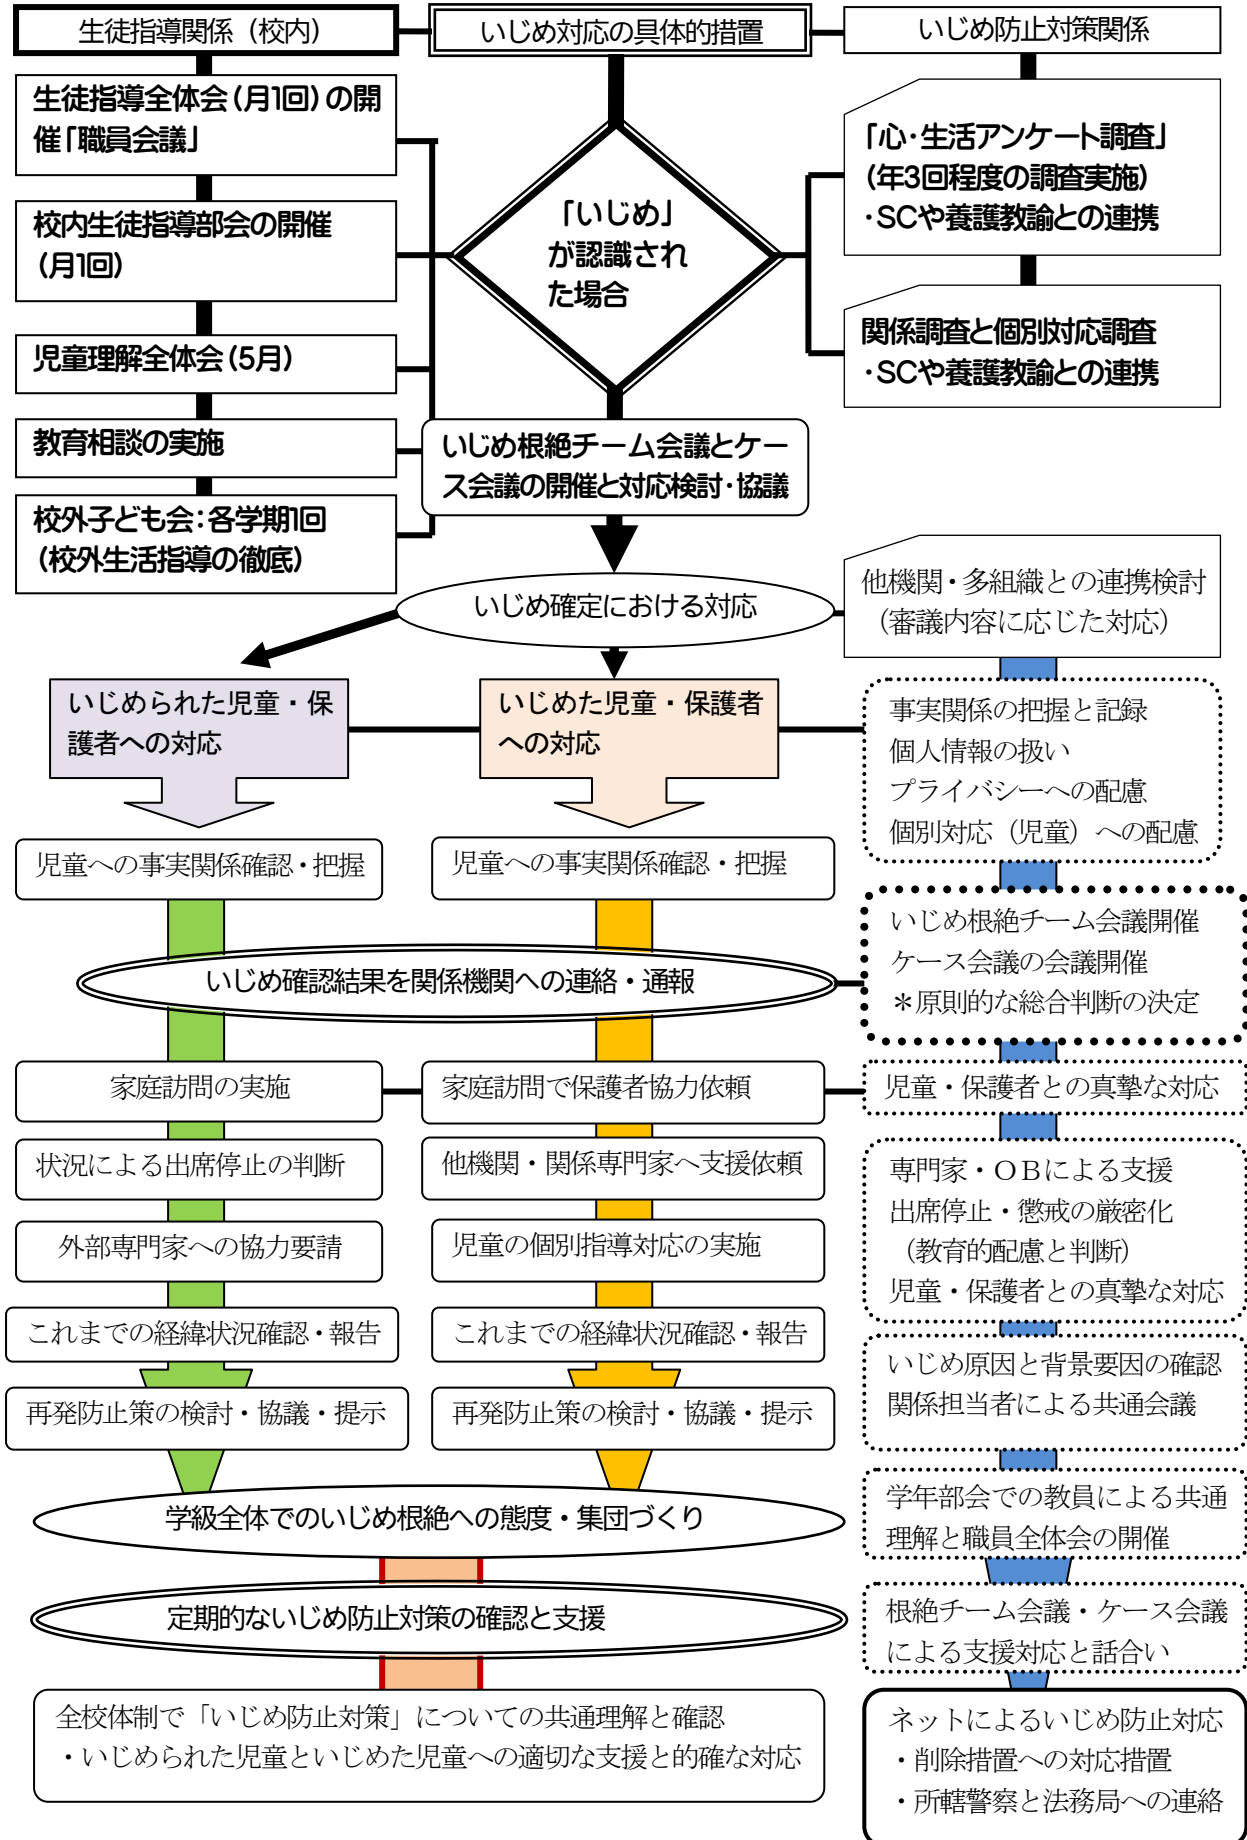 生徒指導関係（校内）
いじめ対応の具体的措置
いじめ防止対策関係
生徒指導全体会(月1回)の開
催「職員会議」
校内生徒指導部会の開催
(月1回)
児童理解全体会(5月)
教育相談の実施
校外子ども会:各学期1回
(校外生活指導の徹底)
「いじめ」
が認識され
た場合
いじめ根絶チーム会議とケー
ス会議の開催と対応検討・協議
「心・生活アンケート調査」
(年3回程度の調査実施)
・SCや養護教諭との連携
関係調査と個別対応調査
・SCや養護教諭との連携
いじめ確定における対応
他機関・多組織との連携検討
（審議内容に応じた対応）
いじめられた児童・保
護者への対応
いじめた児童・保護者
への対応
事実関係の把握と記録
個人情報の扱い
プライバシーへの配慮
個別対応（児童）への配慮
児童への事実関係確認・把握
児童への事実関係確認・把握
いじめ根絶チーム会議開催
ケース会議の会議開催
＊原則的な総合判断の決定
いじめ確認結果を関係機関への連絡・通報
家庭訪問の実施
家庭訪問で保護者協力依頼
児童・保護者との真摯な対応
状況による出席停止の判断
他機関・関係専門家へ支援依頼
専門家・ＯＢによる支援
出席停止・懲戒の厳密化
（教育的配慮と判断）
児童・保護者との真摯な対応
外部専門家への協力要請
児童の個別指導対応の実施
これまでの経緯状況確認・報告
これまでの経緯状況確認・報告
いじめ原因と背景要因の確認
関係担当者による共通会議
再発防止策の検討・協議・提示
再発防止策の検討・協議・提示
学級全体でのいじめ根絶への態度・集団づくり
学年部会での教員による共通
理解と職員全体会の開催
定期的ないじめ防止対策の確認と支援
根絶チーム会議・ケース会議
による支援対応と話合い
全校体制で「いじめ防止対策」についての共通理解と確認
・いじめられた児童といじめた児童への適切な支援と的確な対応
ネットによるいじめ防止対応
・削除措置への対応措置
・所轄警察と法務局への連絡